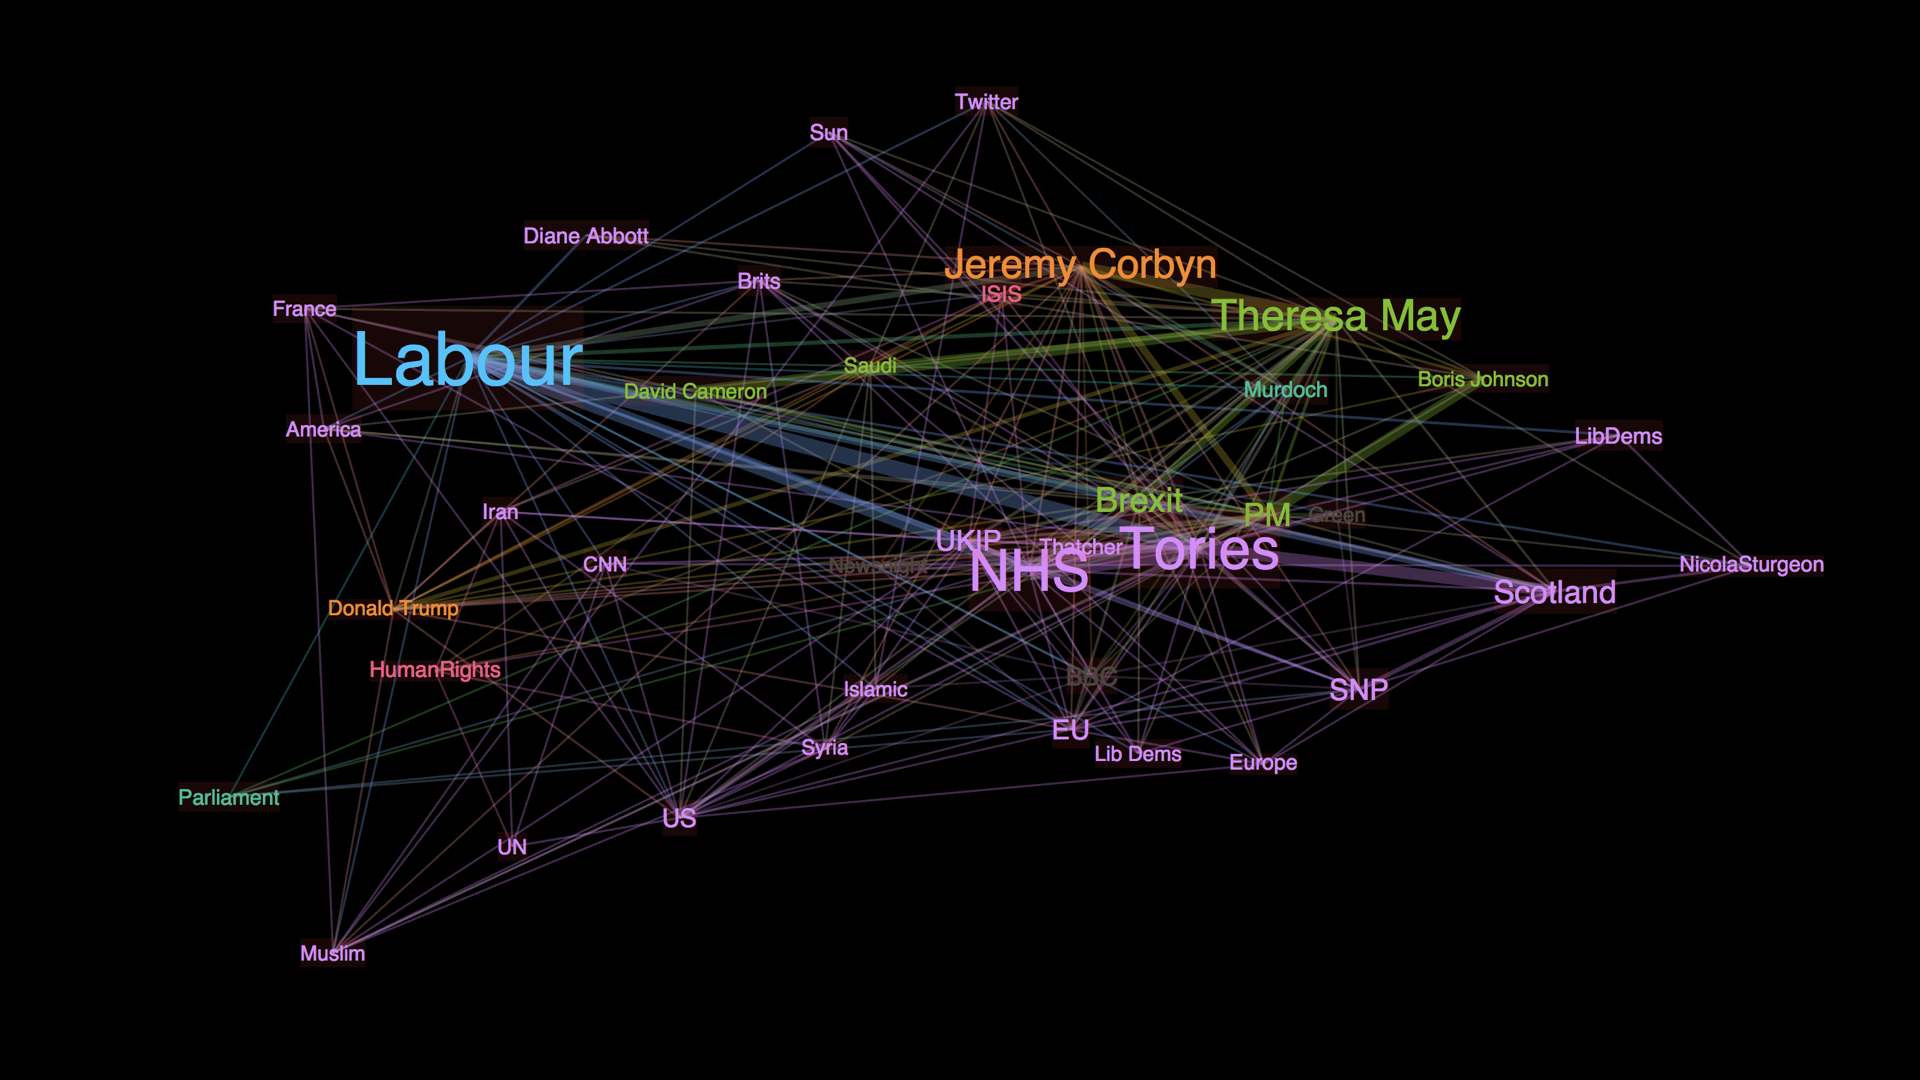 Twitter
Sun
Diane Abbott
Jeremy Corbyn
Brits
ISIS
France
Theresa May
Labour
Saudi
Boris Johnson
David Cameron
Murdoch
America
LibDems
Brexit
Iran
PM
Green
UKIP
Thatcher
Tories
CNN
Newsnight
NHS
NicolaSturgeon
Scotland
Donald Trump
HumanRights
BBC
Islamic
SNP
EU
Syria
Lib Dems
Europe
Parliament
US
UN
Muslim